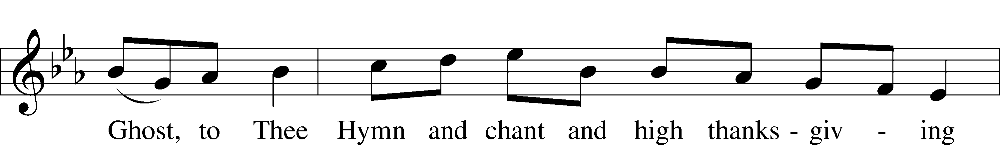 Ghost, to Thee Hymn and chant and high thanks - giv - ing